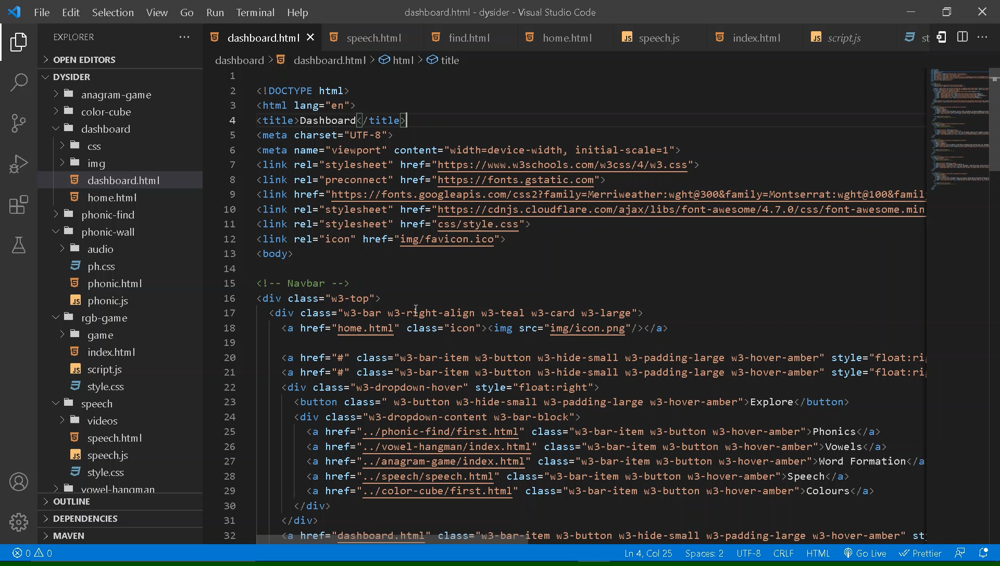 File Edit Selection View Go Run Terminal Help dashboard.html - dysider - Visual Studio Code
EXPLORER
OPEN EDITORS
DYSIDER
anagram-game
color-cube
dashboard
css
img
dashboard.html
home.html
phonic-find
phonic-wall
audio
ph.css
phonic.html
phonic.js
rgb-game
game
index.html
script.js
style.css
speech
videos
speech.html
speech.js
style.css
vowel-hangman
OUTLINE
DEPENDENCIES
MAVEN
dashboard.html speech.html find.html home.html speech.js index.html script.js st
dashboard > dashboard.html > html > title
1
2 <!DOCTYPE html>
3 <html lang="en">
4 <title>Dashboard</title>
5 <meta charset="UTF-8">
6 <meta name="viewport" content="width=device-width, initial-scale=1">
7 <link rel="stylesheet" href="https://www.w3schools.com/w3css/4/w3.css">
8 <link rel="preconnect" href="https://fonts.gstatic.com">
9 <link href="https://fonts.googleapis.com/css2?family=Merriweather:wght@300&family=Montserrat:wght@100&famil
10 <link rel="stylesheet" href="https://cdnjs.cloudflare.com/ajax/libs/font-awesome/4.7.0/css/font-awesome.min
11 <link rel="stylesheet" href="css/style.css">
12 <link rel="icon" href="img/favicon.ico">
13 <body>
14
15 <!-- Navbar -->
16 <div class="w3-top">
17 <div class="w3-bar w3-right-align w3-teal w3-card w3-large">
18 <a href="home.html" class="icon"><img src="img/icon.png"/></a>
19
20 <a href="#" class="w3-bar-item w3-button w3-hide-small w3-padding-large w3-hover-amber" style="float:ri
21 <a href="#" class="w3-bar-item w3-button w3-hide-small w3-padding-large w3-hover-amber" style="float:ri
22 <div class="w3-dropdown-hover" style="float:right">
23 <button class=" w3-button w3-hide-small w3-padding-large w3-hover-amber">Explore</button>
24 <div class="w3-dropdown-content w3-bar-block">
25 <a href="../phonic-find/first.html" class="w3-bar-item w3-button w3-hover-amber">Phonics</a>
26 <a href="../vowel-hangman/index.html" class="w3-bar-item w3-button w3-hover-amber">Vowels</a>
27 <a href="../anagram-game/index.html" class="w3-bar-item w3-button w3-hover-amber">Word Formation</a
28 <a href="../speech/speech.html" class="w3-bar-item w3-button w3-hover-amber">Speech</a>
29 <a href="../color-cube/first.html" class="w3-bar-item w3-button w3-hover-amber">Colours</a>
30 </div>
31 </div>
32 <a href="dashboard.html" class="w3-bar-item w3-button w3-hide-small w3-padding-large w3-hover-amber" st
0 0 Ln 4, Col 25 Spaces: 2 UTF-8 CRLF HTML Go Live Prettier